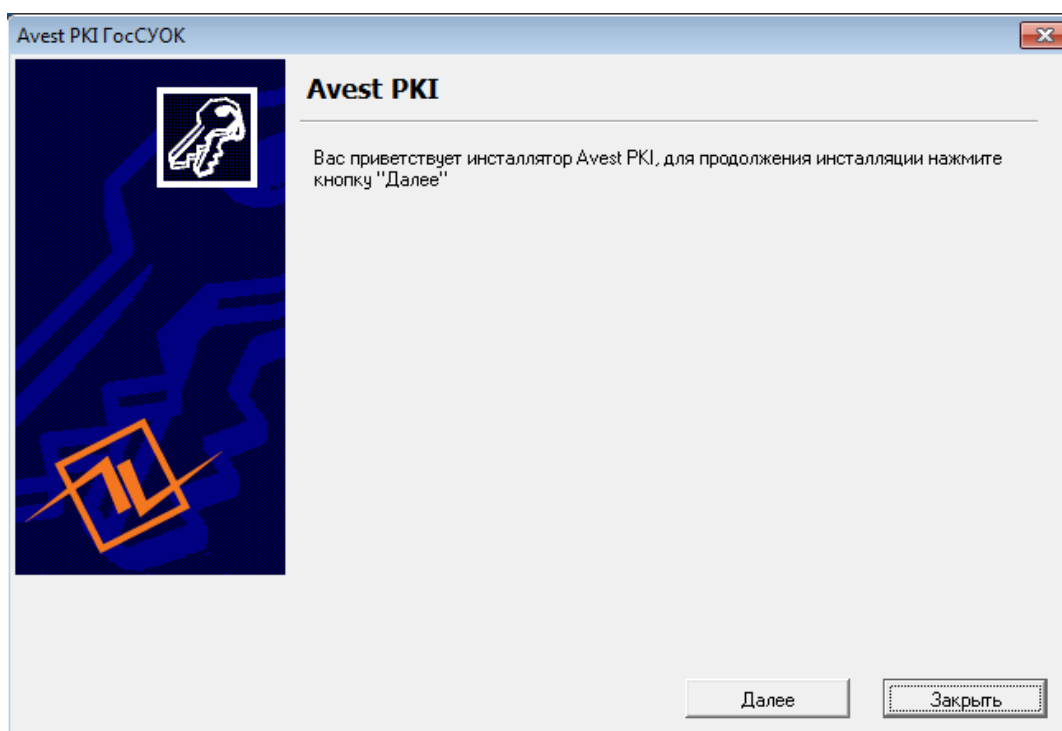 Avest PKI ГосСУОК
Avest PKI
Вас приветствует инсталлятор Avest PKI, для продолжения инсталляции нажмите
кнопку "Далее"
Далее
Закрыть